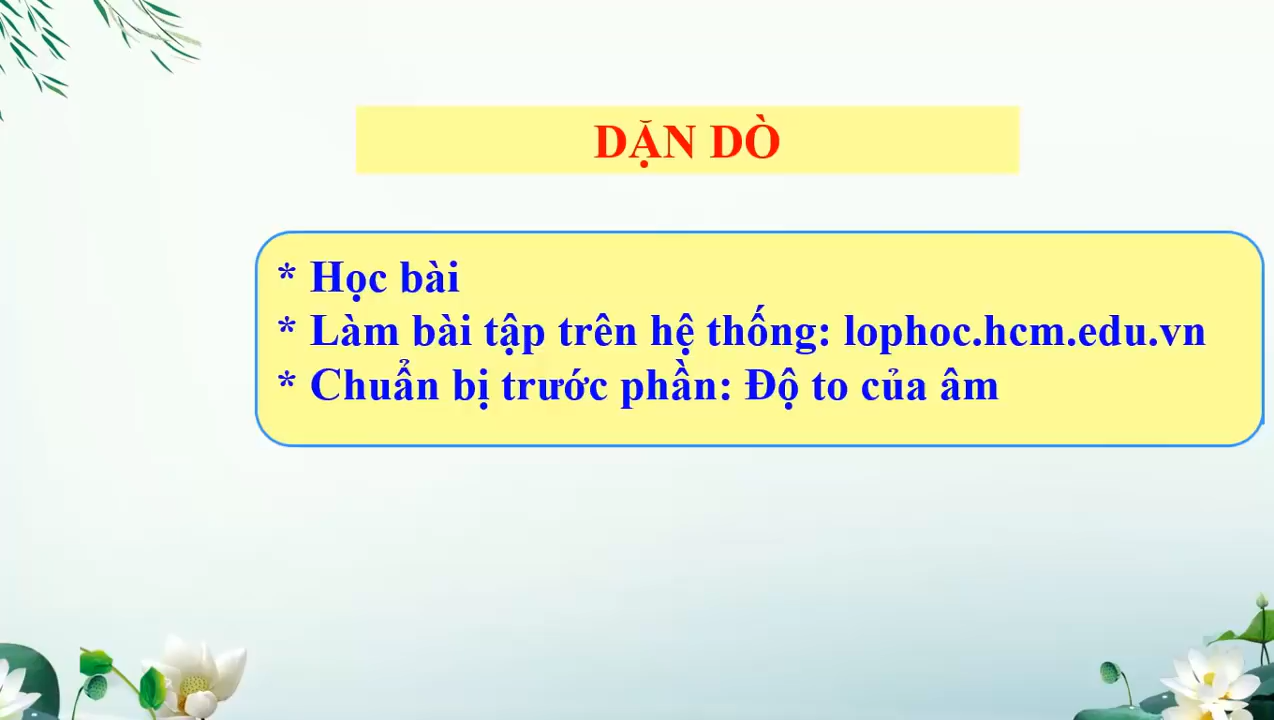 DẶN DÒ
* Học bài
* Làm bài tập trên hệ thống: lophoc.hcm.edu.vn
* Chuẩn bị trước phần: Độ to của âm